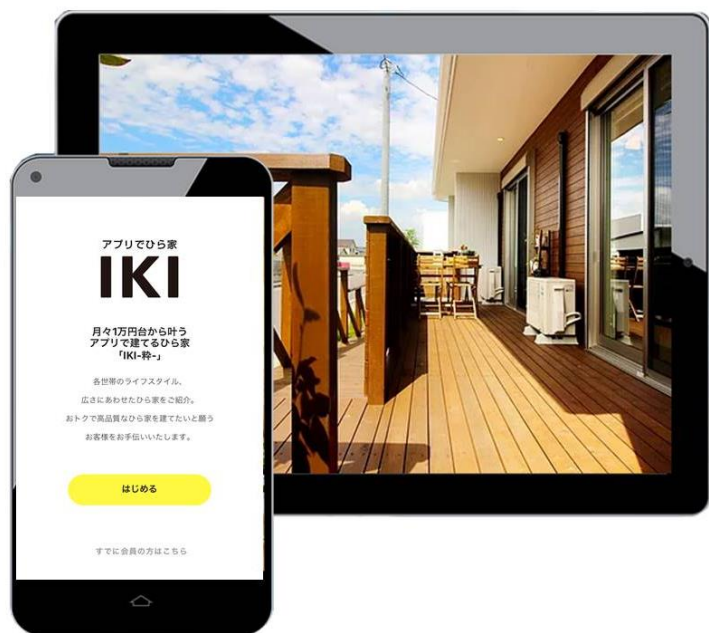 アプリでひら家
IKI
月々1万円台から叶う
アプリで建てるひら家
「IKI-粋-」
各世帯のライフスタイル、
広さにあわせたひら家をご紹介。
おトクで高品質なひら家を建てたいと願う
お客様をお手伝いいたします。
はじめる
すでに会員の方はこちら